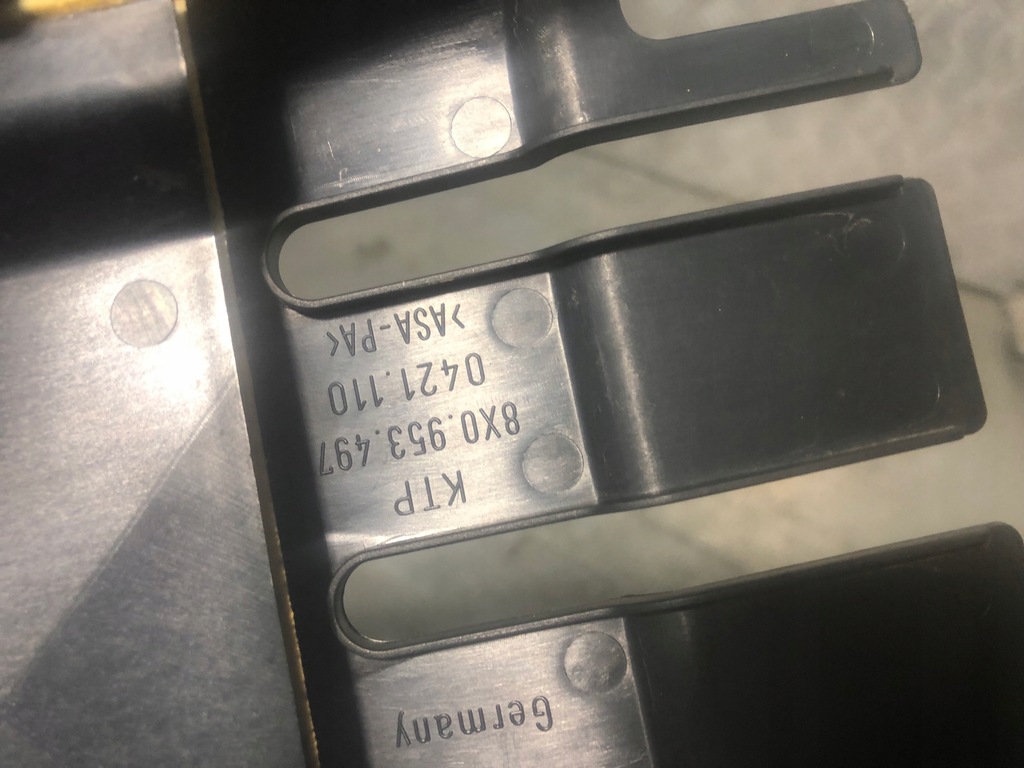 Germany
KTP
8X0.953.497
0421.110
>ASA-PA<